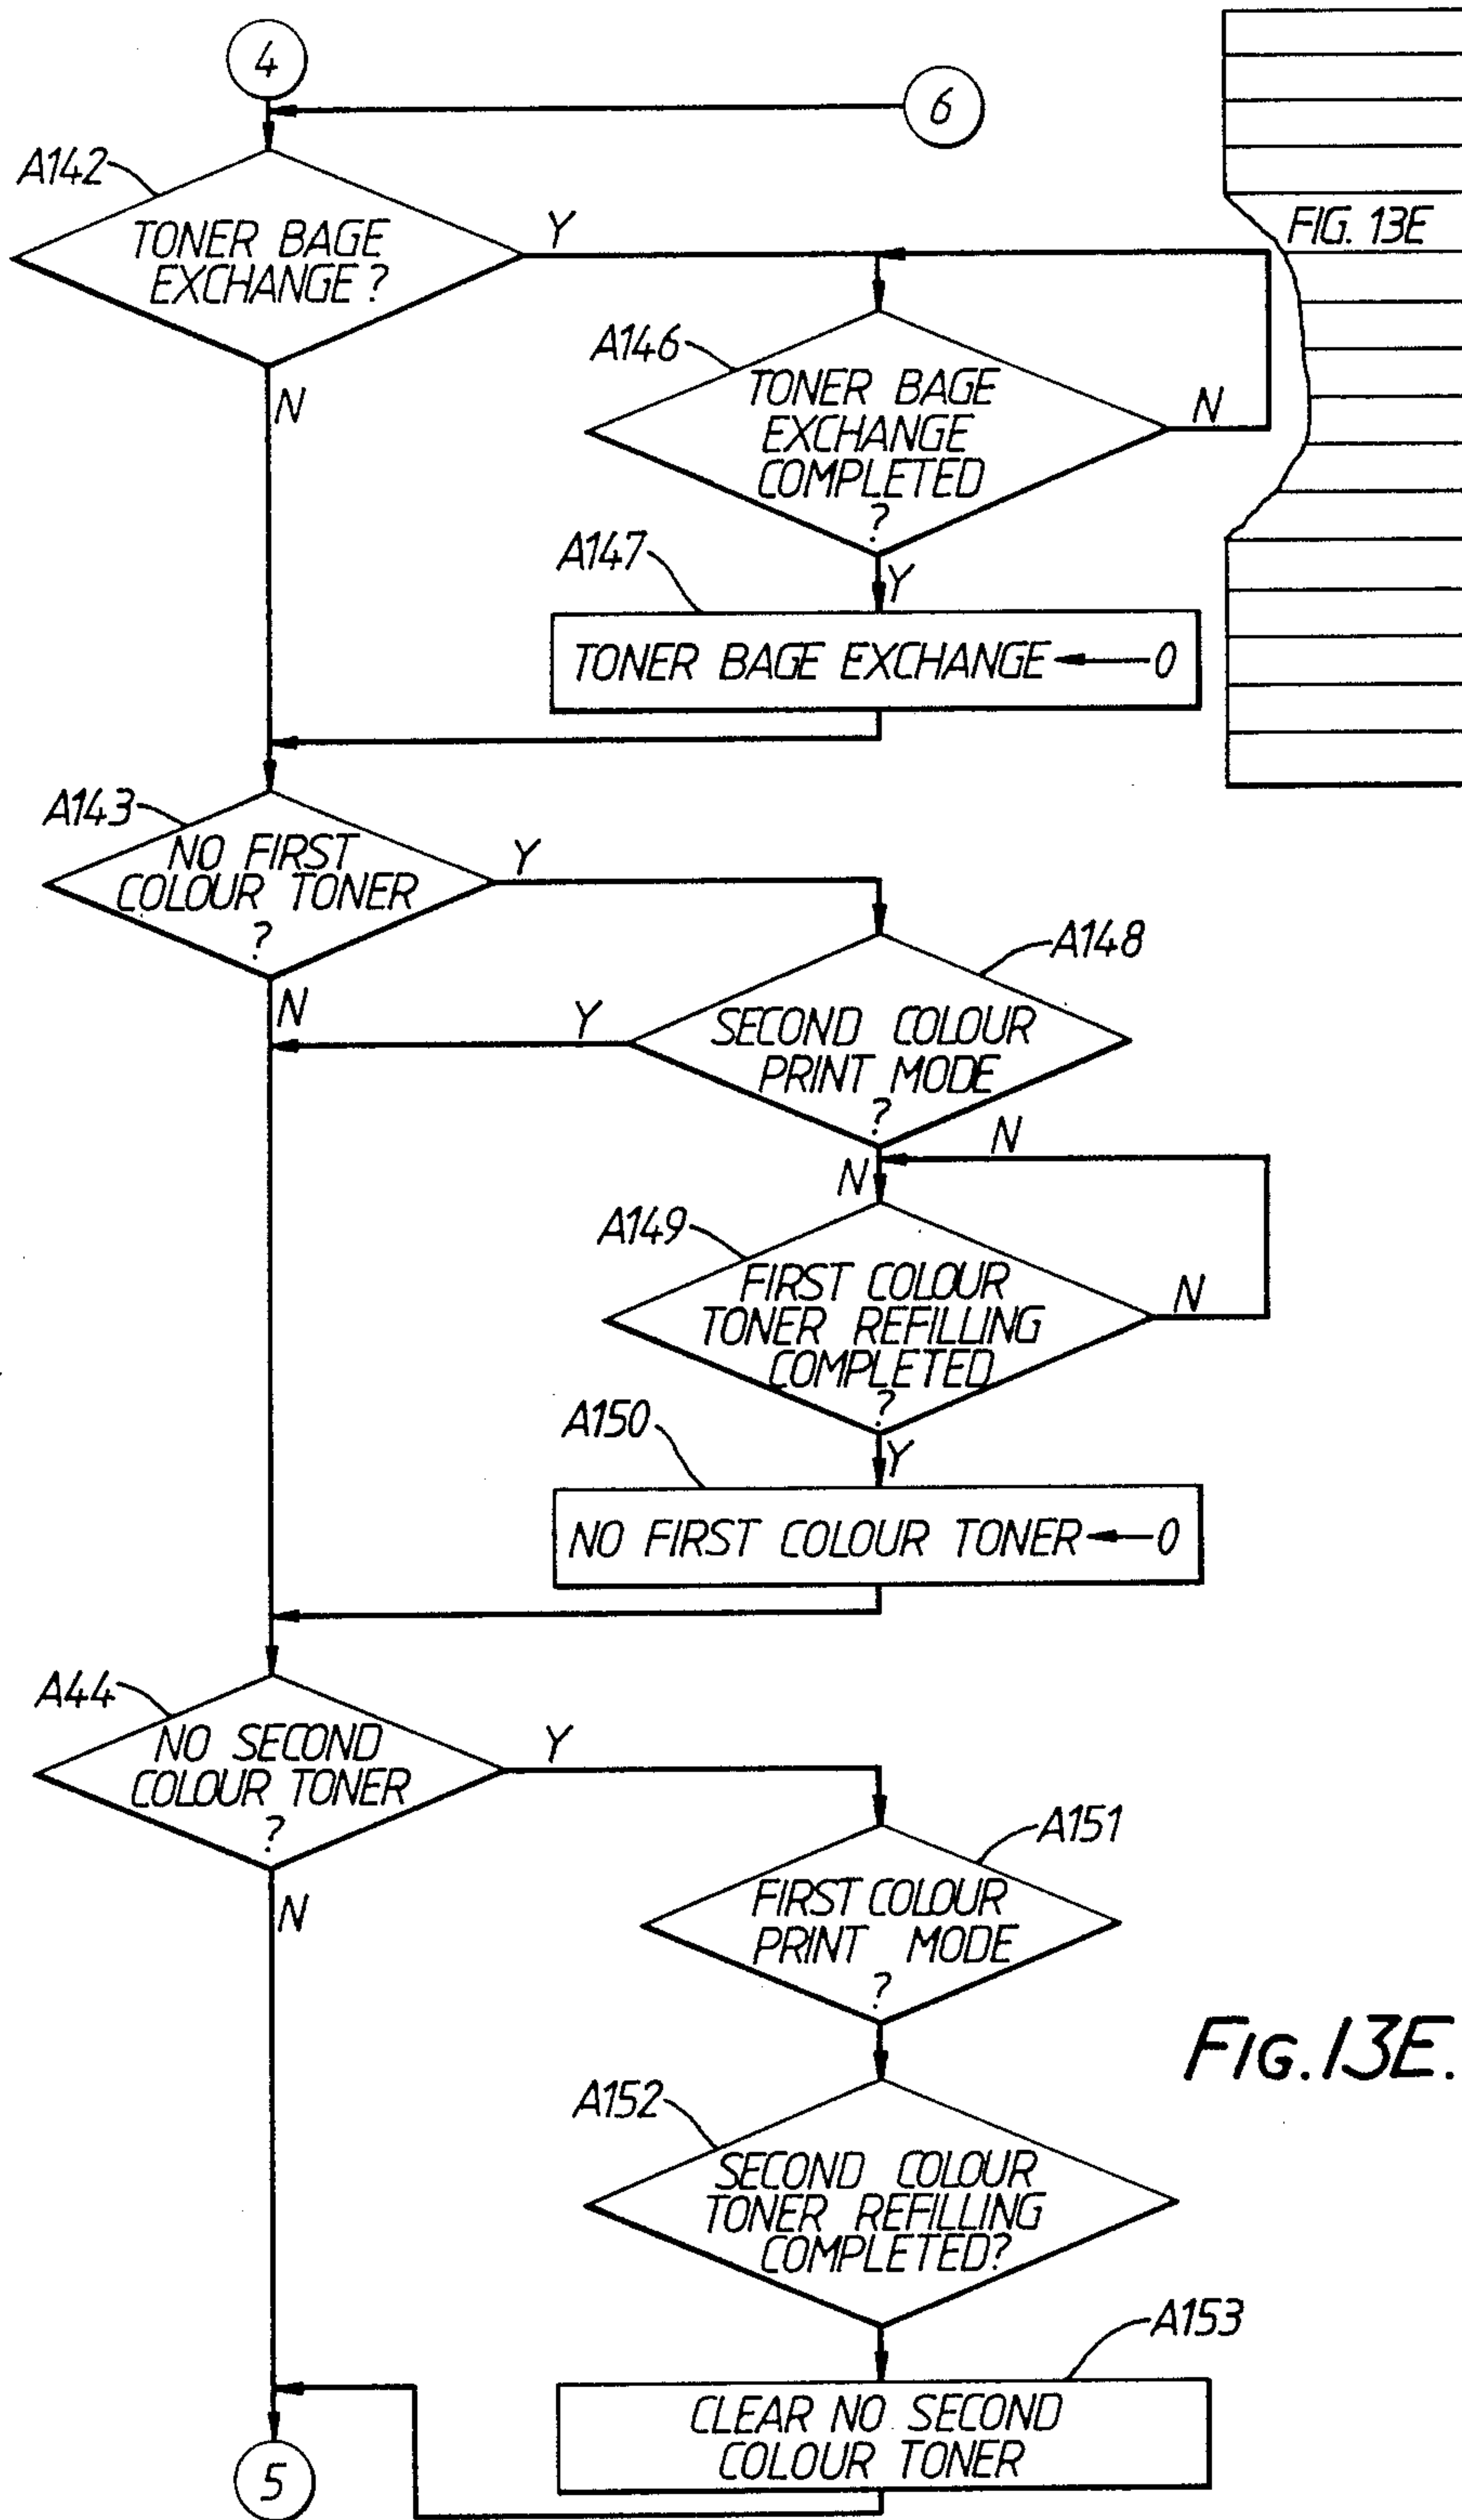 4
6
A142
TONER BAGE
EXCHANGE?
Y
N
FIG. 13E
A146
TONER BAGE
EXCHANGE
COMPLETED
?
N
Y
A147
TONER BAGE EXCHANGE ← 0
A143
NO FIRST
COLOUR TONER
?
Y
N
A148
SECOND COLOUR
PRINT MODE
?
Y
N
N
A149
FIRST COLOUR
TONER REFILLING
COMPLETED
?
N
Y
A150
NO FIRST COLOUR TONER ← 0
A44
NO SECOND
COLOUR TONER
?
Y
N
A151
FIRST COLOUR
PRINT MODE
?
FIG. 13E.
A152
SECOND COLOUR
TONER REFILLING
COMPLETED?
A153
CLEAR NO SECOND
COLOUR TONER
5